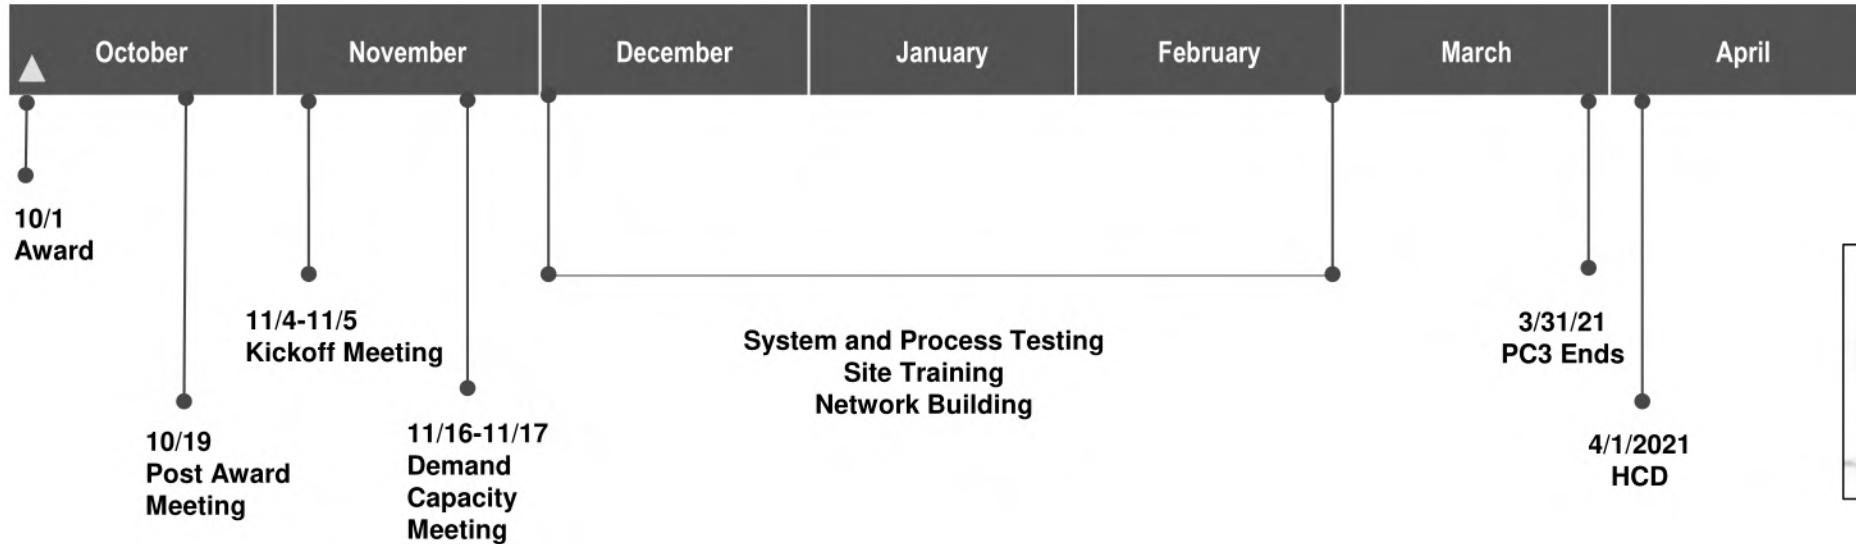 October
November
December
January
February
March
April
10/1
Award
10/19
Post Award
Meeting
11/4-11/5
Kickoff Meeting
11/16-11/17
Demand
Capacity
Meeting
System and Process Testing
Site Training
Network Building
3/31/21
PC3 Ends
4/1/2021
HCD